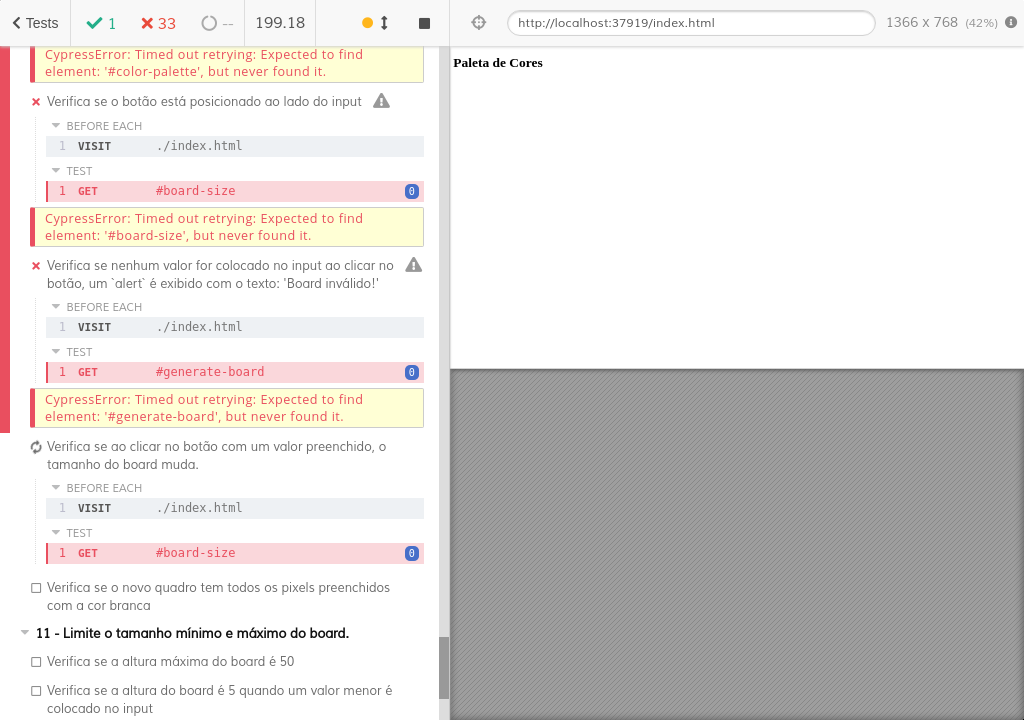 Tests
1
33
--
199.18
http://localhost:37919/index.html
1366 x 768 (42%)
CypressError: Timed out retrying: Expected to find
element: '#color-palette', but never found it.
Verifica se o botão está posicionado ao lado do input
BEFORE EACH
1 VISIT ./index.html
TEST
1 GET #board-size 0
CypressError: Timed out retrying: Expected to find
element: '#board-size', but never found it.
Verifica se nenhum valor for colocado no input ao clicar no
botão, um `alert` é exibido com o texto: 'Board inválido!'
BEFORE EACH
1 VISIT ./index.html
TEST
1 GET #generate-board 0
CypressError: Timed out retrying: Expected to find
element: '#generate-board', but never found it.
Verifica se ao clicar no botão com um valor preenchido, o
tamanho do board muda.
BEFORE EACH
1 VISIT ./index.html
TEST
1 GET #board-size 0
Verifica se o novo quadro tem todos os pixels preenchidos
com a cor branca
11 - Limite o tamanho mínimo e máximo do board.
Verifica se a altura máxima do board é 50
Verifica se a altura do board é 5 quando um valor menor é
colocado no input
Paleta de Cores